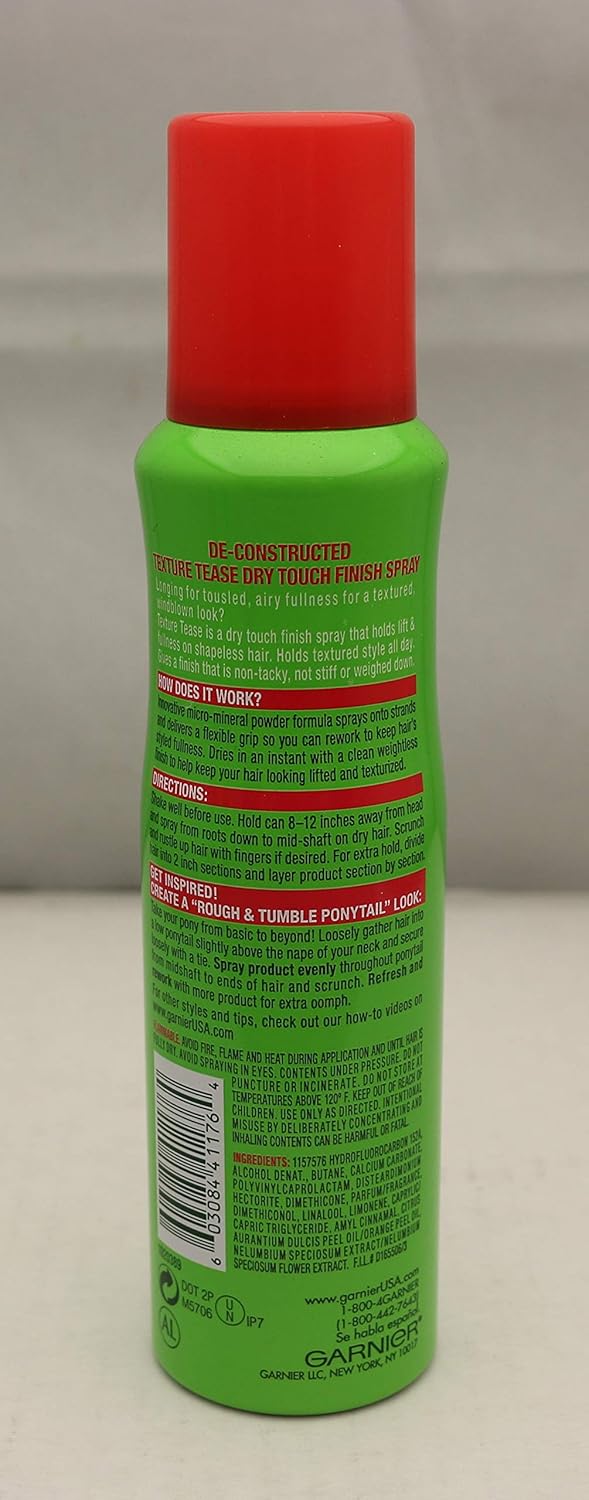 DE-CONSTRUCTED
TEXTURE TEASE DRY TOUCH FINISH SPRAY
Longing for tousled, airy fullness for a textured,
windblown look?
Texture Tease is a dry touch finish spray that holds lift &
fullness on shapeless hair. Holds textured style all day.
Gives a finish that is non-tacky, not stiff or weighed down.
HOW DOES IT WORK?
Innovative micro-mineral powder formula sprays onto strands
and delivers a flexible grip so you can rework to keep hair's
styled fullness. Dries in an instant with a clean weightless
finish to help keep your hair looking lifted and texturized.
DIRECTIONS:
Shake well before use. Hold can 8–12 inches away from head
and spray from roots down to mid-shaft on dry hair. Scrunch
and rustle up hair with fingers if desired. For extra hold, divide
hair into 2 inch sections and layer product section by section.
GET INSPIRED!
CREATE A "ROUGH & TUMBLE PONYTAIL" LOOK:
Take your pony from basic to beyond! Loosely gather hair into
a low ponytail slightly above the nape of your neck and secure
loosely with a tie. Spray product evenly throughout ponytail
from midshaft to ends of hair and scrunch. Refresh and
rework with more product for extra oomph.
For other styles and tips, check out our how-to videos on
www.garnierUSA.com
FLAMMABLE. AVOID FIRE, FLAME AND HEAT DURING APPLICATION AND UNTIL HAIR IS
FULLY DRY. AVOID SPRAYING IN EYES. CONTENTS UNDER PRESSURE. DO NOT
PUNCTURE OR INCINERATE. DO NOT STORE AT
TEMPERATURES ABOVE 120° F. KEEP OUT OF REACH OF
CHILDREN. USE ONLY AS DIRECTED. INTENTIONAL
MISUSE BY DELIBERATELY CONCENTRATING AND
INHALING CONTENTS CAN BE HARMFUL OR FATAL.
INGREDIENTS: 1157576 HYDROFLUOROCARBON 152A,
ALCOHOL DENAT., BUTANE, CALCIUM CARBONATE,
POLYVINYLCAPROLACTAM, DISTEARDIMONIUM
HECTORITE, DIMETHICONE, PARFUM/FRAGRANCE,
DIMETHICONOL, LINALOOL, LIMONENE, CAPRYLIC/
CAPRIC TRIGLYCERIDE, AMYL CINNAMAL, CITRUS
AURANTIUM DULCIS PEEL OIL/ORANGE PEEL OIL,
NELUMBIUM SPECIOSUM EXTRACT/NELUMBIUM
SPECIOSUM FLOWER EXTRACT. F.I.L.# D165506/3
6 03084 41176 4
DOT 2P
M5706
UN
IP7
AL
www.garnierUSA.com
1-800-4GARNIER
(1-800-442-7643)
Se habla español
GARNIER®
GARNIER LLC, NEW YORK, NY 10017